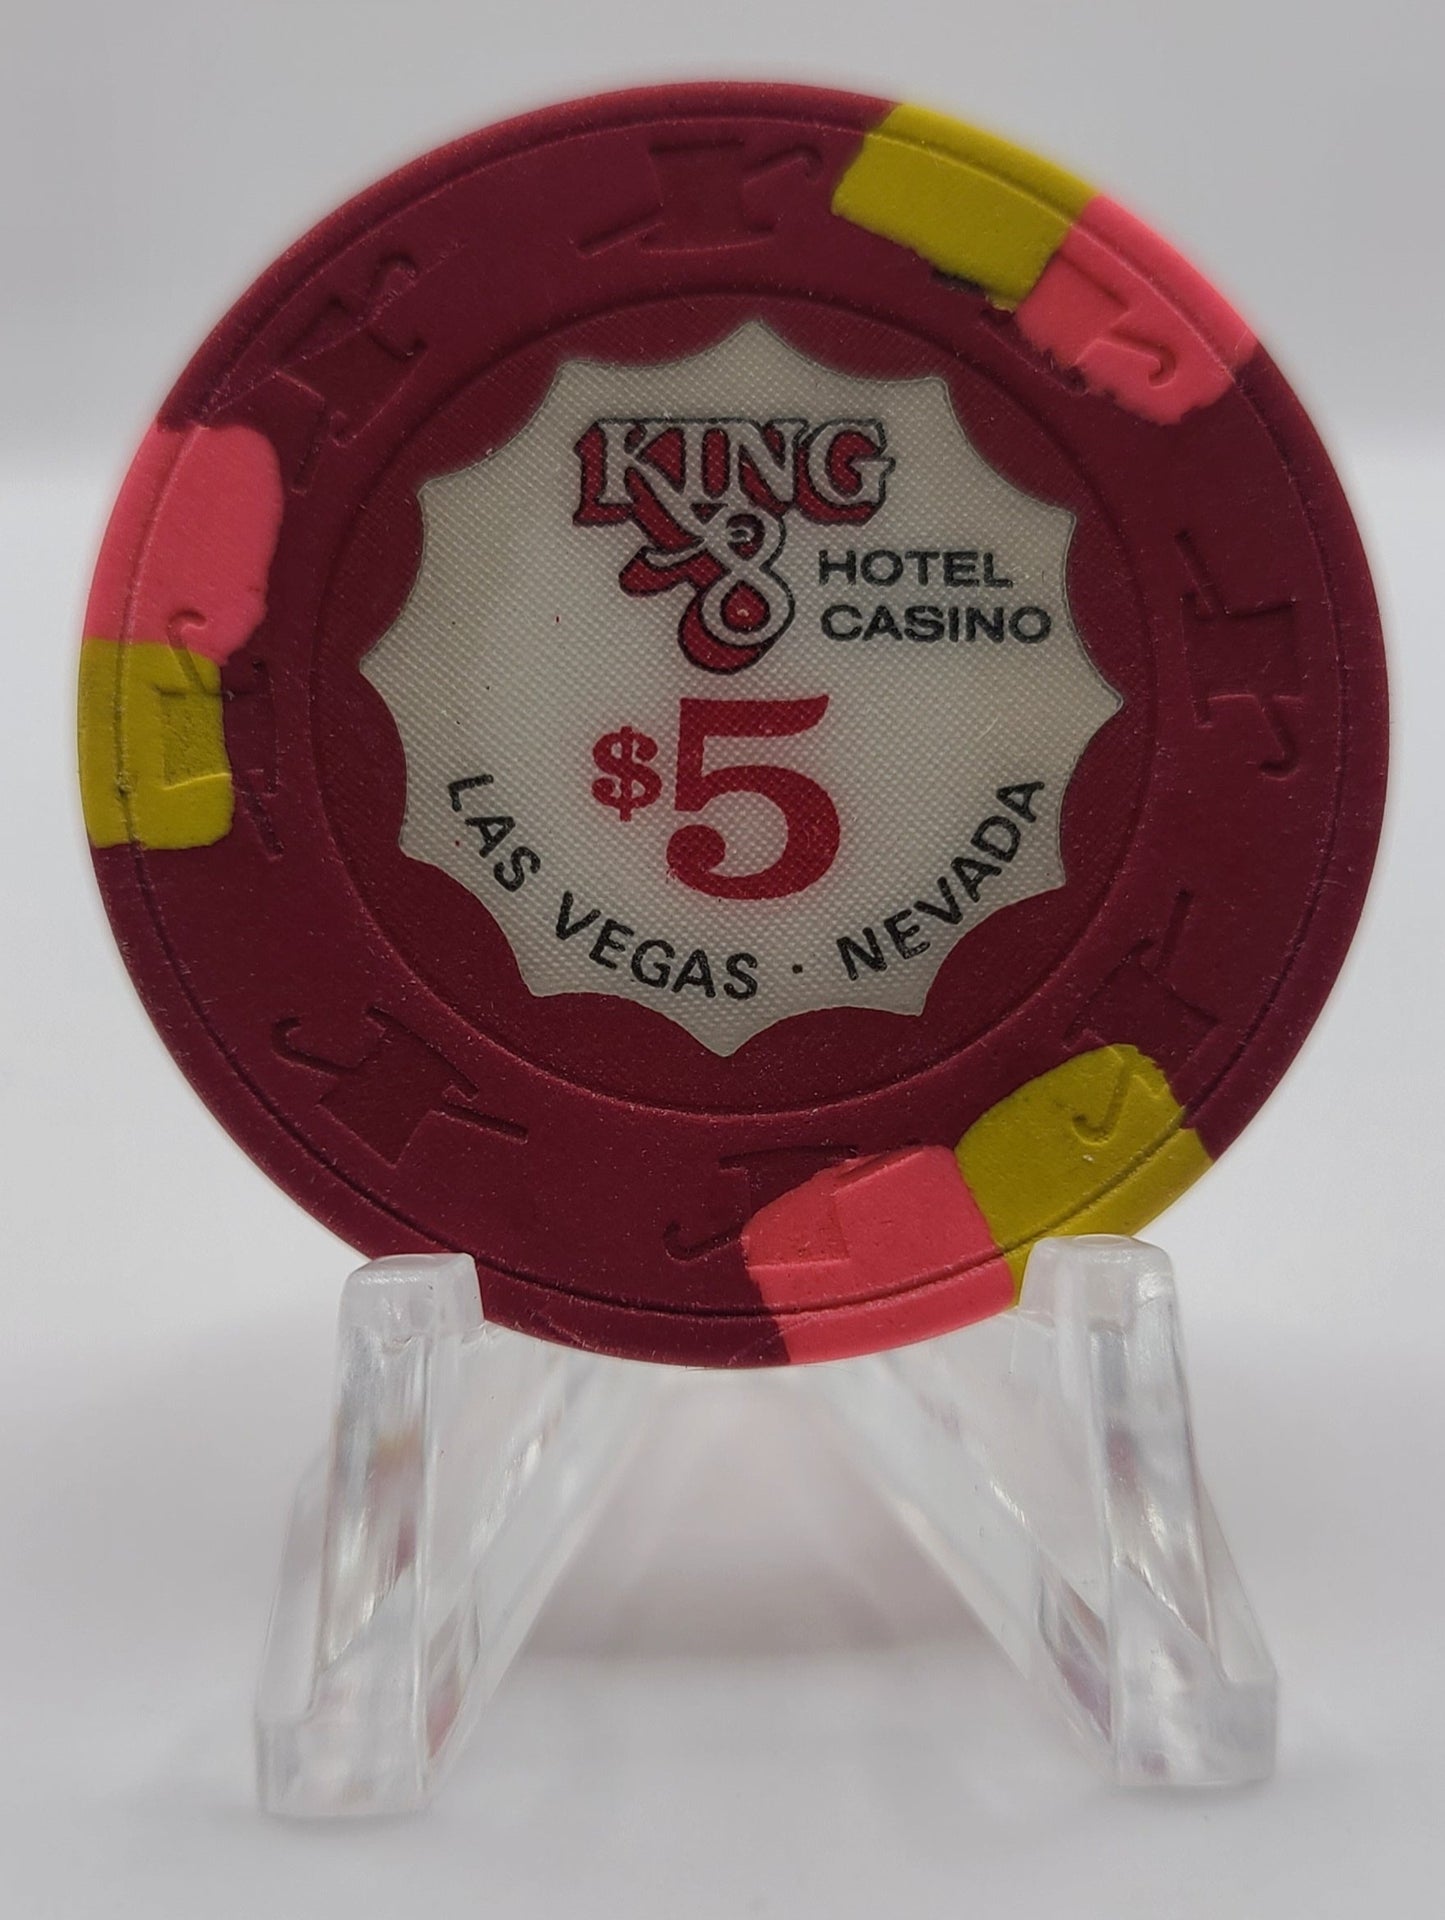 KING
8
HOTEL
CASINO
$5
LAS VEGAS · NEVADA